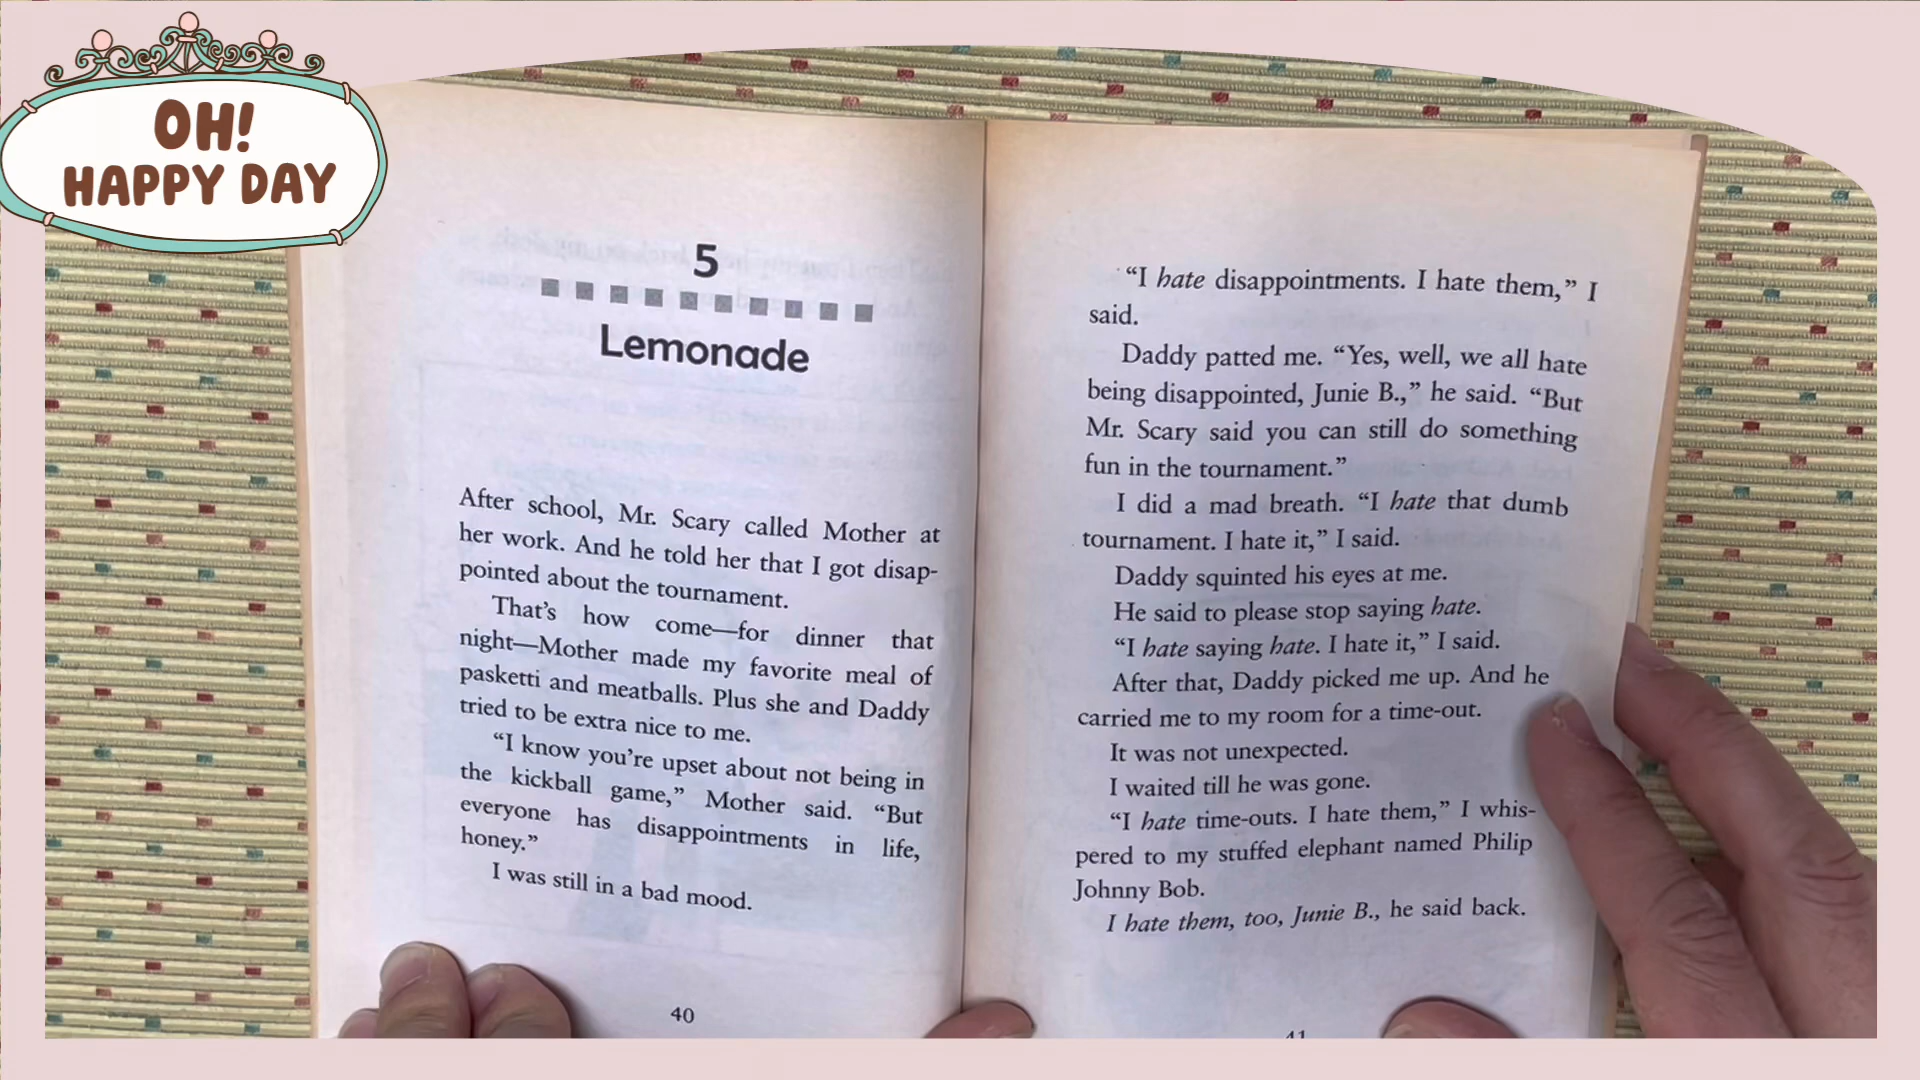 OH!
HAPPY DAY
5
Lemonade
After school, Mr. Scary called Mother at
her work. And he told her that I got disap-
pointed about the tournament.
That's how come—for dinner that
night—Mother made my favorite meal of
pasketti and meatballs. Plus she and Daddy
tried to be extra nice to me.
“I know you're upset about not being in
the kickball game,” Mother said. “But
everyone has disappointments in life,
honey.”
I was still in a bad mood.
40
“I hate disappointments. I hate them,” I
said.
Daddy patted me. “Yes, well, we all hate
being disappointed, Junie B.,” he said. “But
Mr. Scary said you can still do something
fun in the tournament.”
I did a mad breath. “I hate that dumb
tournament. I hate it,” I said.
Daddy squinted his eyes at me.
He said to please stop saying hate.
“I hate saying hate. I hate it,” I said.
After that, Daddy picked me up. And he
carried me to my room for a time-out.
It was not unexpected.
I waited till he was gone.
“I hate time-outs. I hate them,” I whis-
pered to my stuffed elephant named Philip
Johnny Bob.
I hate them, too, Junie B., he said back.
41